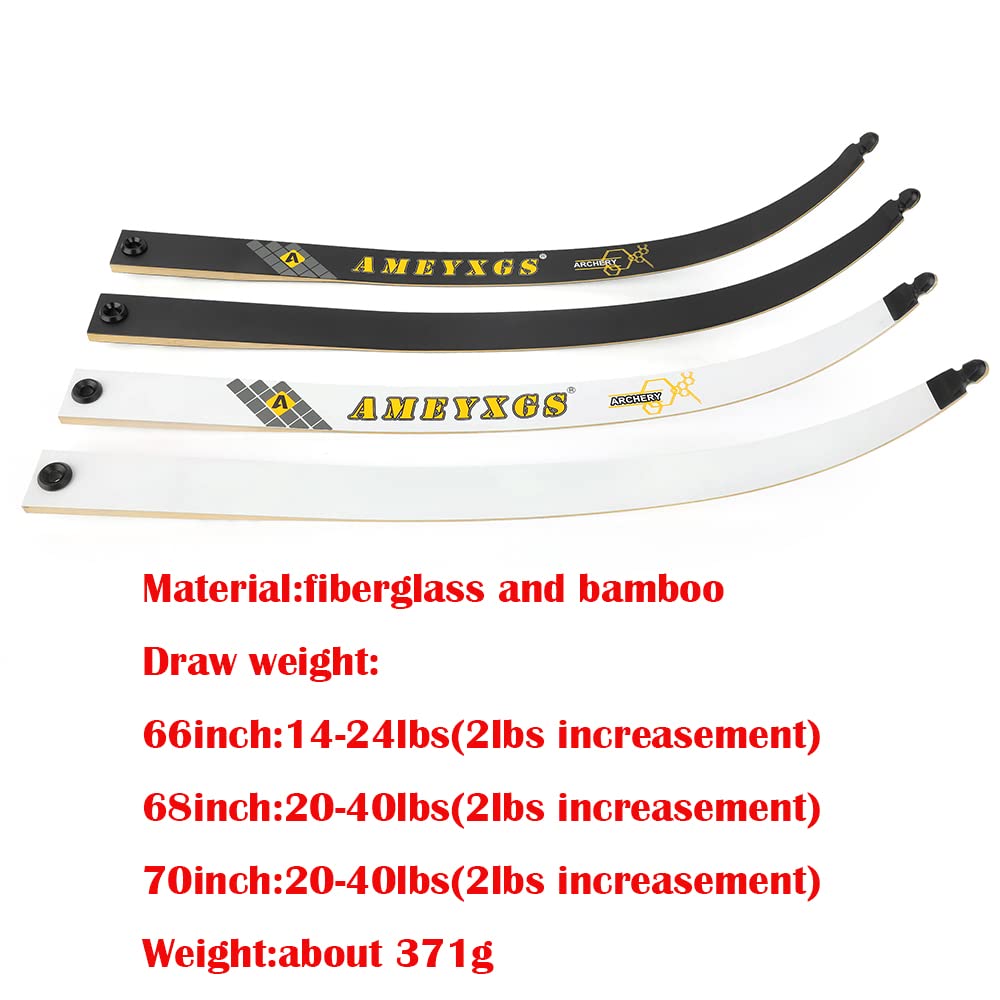 A AMEYXGS® ARCHERY
A AMEYXGS® ARCHERY
Material:fiberglass and bamboo
Draw weight:
66inch:14-24lbs(2lbs increasement)
68inch:20-40lbs(2lbs increasement)
70inch:20-40lbs(2lbs increasement)
Weight:about 371g